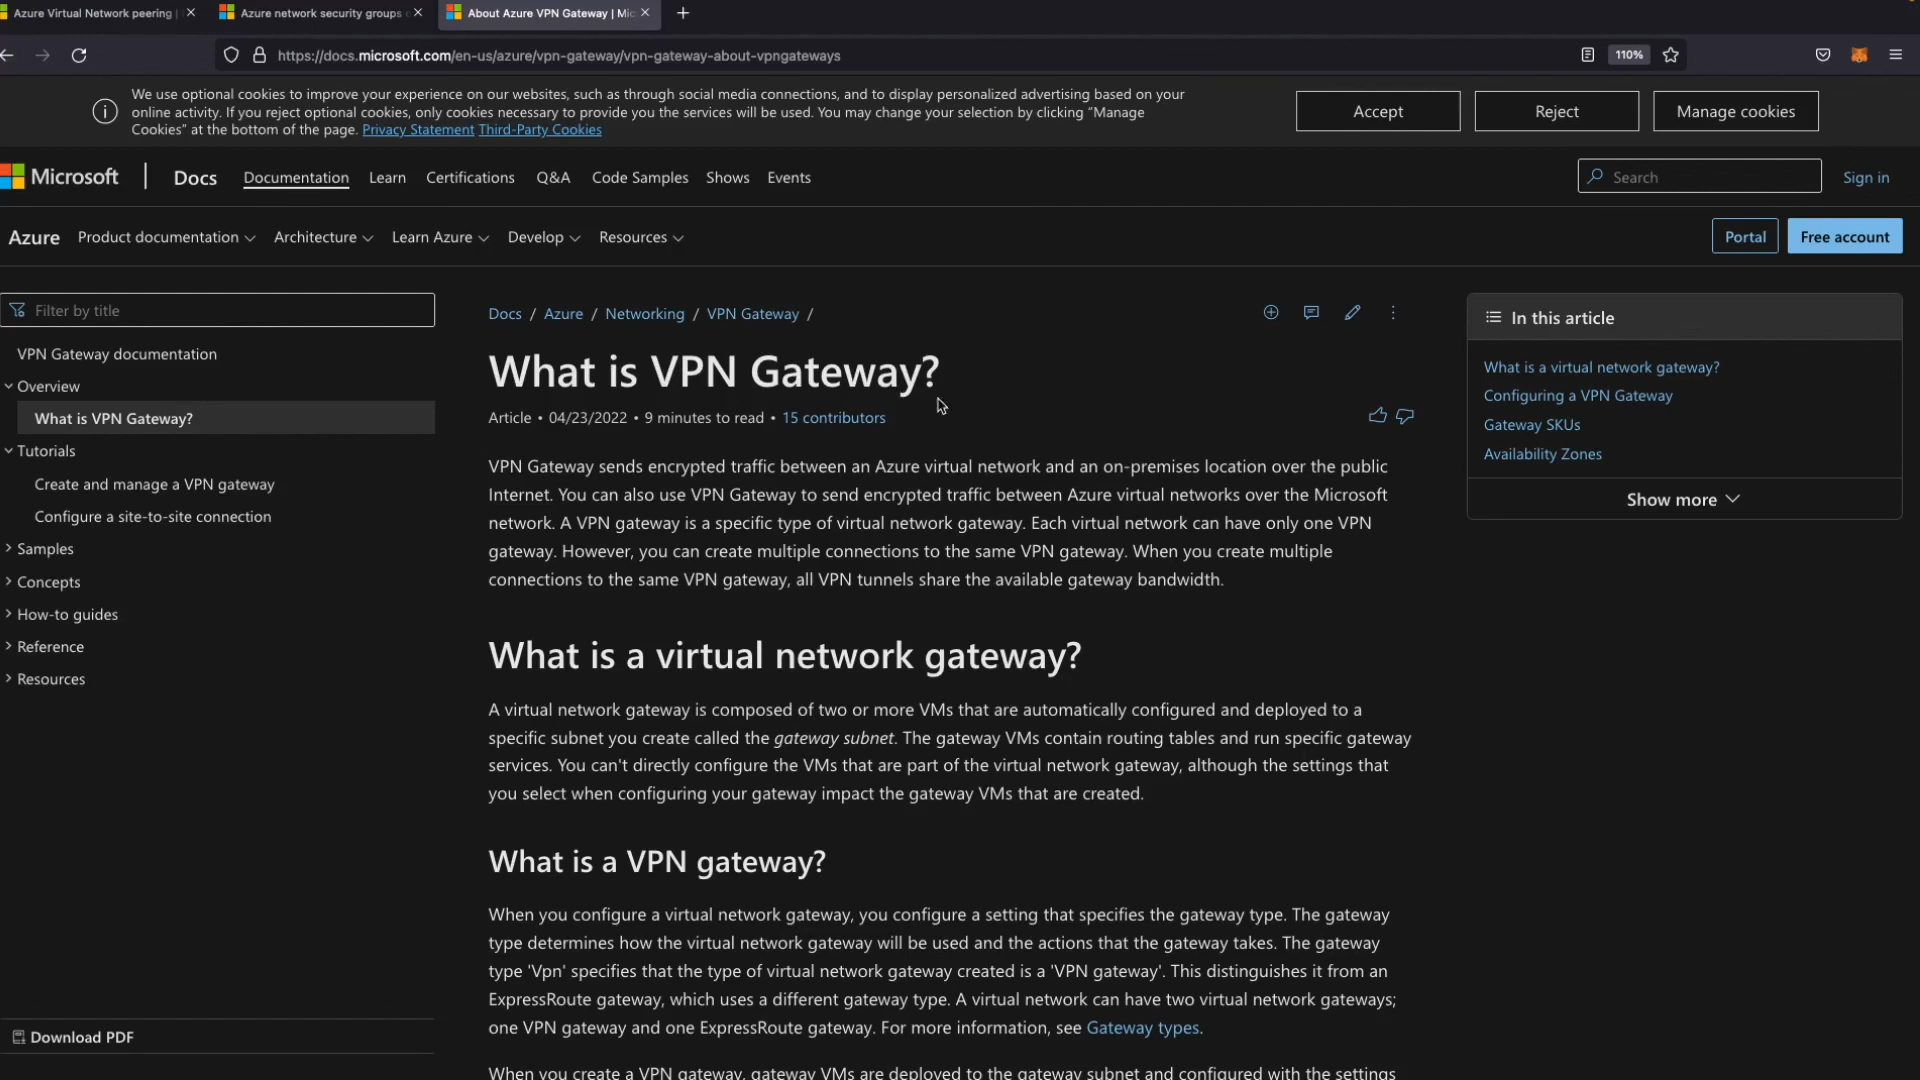 Azure Virtual Network peering |
Azure network security groups
About Azure VPN Gateway | Mic
https://docs.microsoft.com/en-us/azure/vpn-gateway/vpn-gateway-about-vpngateways
110%
We use optional cookies to improve your experience on our websites, such as through social media connections, and to display personalized advertising based on your
online activity. If you reject optional cookies, only cookies necessary to provide you the services will be used. You may change your selection by clicking “Manage
Cookies” at the bottom of the page. Privacy Statement Third-Party Cookies
Accept
Reject
Manage cookies
Microsoft
Docs
Documentation
Learn
Certifications
Q&A
Code Samples
Shows
Events
Search
Sign in
Azure
Product documentation
Architecture
Learn Azure
Develop
Resources
Portal
Free account
Filter by title
VPN Gateway documentation
Overview
What is VPN Gateway?
Tutorials
Create and manage a VPN gateway
Configure a site-to-site connection
Samples
Concepts
How-to guides
Reference
Resources
Download PDF
Docs / Azure / Networking / VPN Gateway /
What is VPN Gateway?
Article • 04/23/2022 • 9 minutes to read • 15 contributors
VPN Gateway sends encrypted traffic between an Azure virtual network and an on-premises location over the public
Internet. You can also use VPN Gateway to send encrypted traffic between Azure virtual networks over the Microsoft
network. A VPN gateway is a specific type of virtual network gateway. Each virtual network can have only one VPN
gateway. However, you can create multiple connections to the same VPN gateway. When you create multiple
connections to the same VPN gateway, all VPN tunnels share the available gateway bandwidth.
What is a virtual network gateway?
A virtual network gateway is composed of two or more VMs that are automatically configured and deployed to a
specific subnet you create called the gateway subnet. The gateway VMs contain routing tables and run specific gateway
services. You can't directly configure the VMs that are part of the virtual network gateway, although the settings that
you select when configuring your gateway impact the gateway VMs that are created.
What is a VPN gateway?
When you configure a virtual network gateway, you configure a setting that specifies the gateway type. The gateway
type determines how the virtual network gateway will be used and the actions that the gateway takes. The gateway
type 'Vpn' specifies that the type of virtual network gateway created is a 'VPN gateway'. This distinguishes it from an
ExpressRoute gateway, which uses a different gateway type. A virtual network can have two virtual network gateways;
one VPN gateway and one ExpressRoute gateway. For more information, see Gateway types.
When you create a VPN gateway, gateway VMs are deployed to the gateway subnet and configured with the settings
In this article
What is a virtual network gateway?
Configuring a VPN Gateway
Gateway SKUs
Availability Zones
Show more